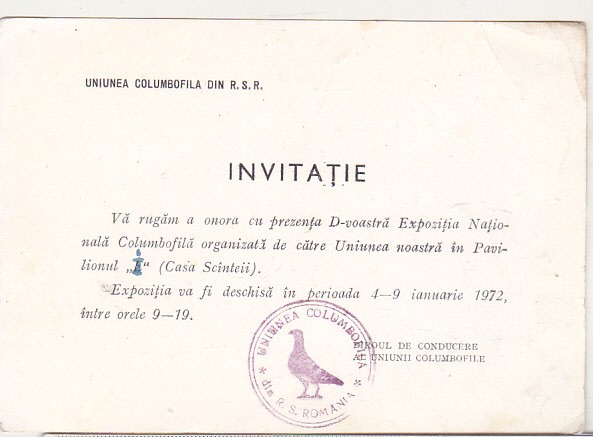 UNIUNEA COLUMBOFILA DIN R.S.R.
INVITAȚIE
Vă rugăm a onora cu prezența D-voastră Expoziția Națio-
nală Columbofilă organizată de către Uniunea noastră în Pavi-
lionul „i“ (Casa Scînteii).
Expoziția va fi deschisă în perioada 4—9 ianuarie 1972,
între orele 9—19.
BIROUL DE CONDUCERE
AL UNIUNII COLUMBOFILE
UNIUNEA COLUMBOFILA
* din R. S. ROMÂNIA *